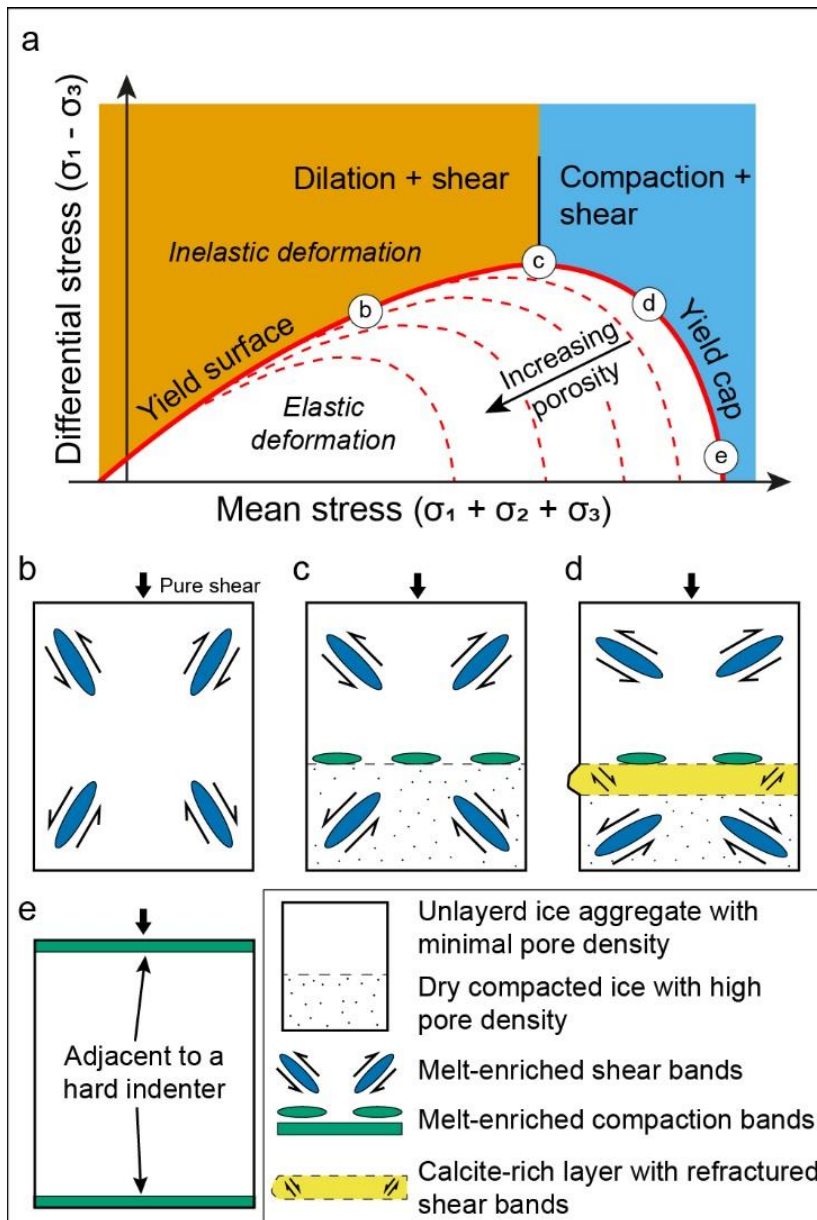 a
Differential stress (σ₁ - σ₃)
Dilation + shear
Compaction +
shear
Inelastic deformation
c
b
d
Yield surface
Increasing
porosity
Yield cap
Elastic
deformation
e
Mean stress (σ₁ + σ₂ + σ₃)
b
Pure shear
c
d
e
Adjacent to a
hard indenter
Unlayerd ice aggregate with
minimal pore density
Dry compacted ice with high
pore density
Melt-enriched shear bands
Melt-enriched compaction bands
Calcite-rich layer with refractured
shear bands